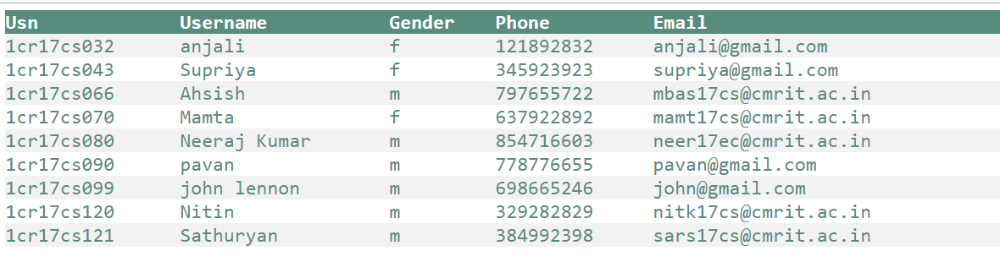 Usn Username Gender Phone Email
1cr17cs032 anjali f 121892832 anjali@gmail.com
1cr17cs043 Supriya f 345923923 supriya@gmail.com
1cr17cs066 Ahsish m 797655722 mbas17cs@cmrit.ac.in
1cr17cs070 Mamta f 637922892 mamt17cs@cmrit.ac.in
1cr17cs080 Neeraj Kumar m 854716603 neer17ec@cmrit.ac.in
1cr17cs090 pavan m 778776655 pavan@gmail.com
1cr17cs099 john lennon m 698665246 john@gmail.com
1cr17cs120 Nitin m 329282829 nitk17cs@cmrit.ac.in
1cr17cs121 Sathuryan m 384992398 sars17cs@cmrit.ac.in